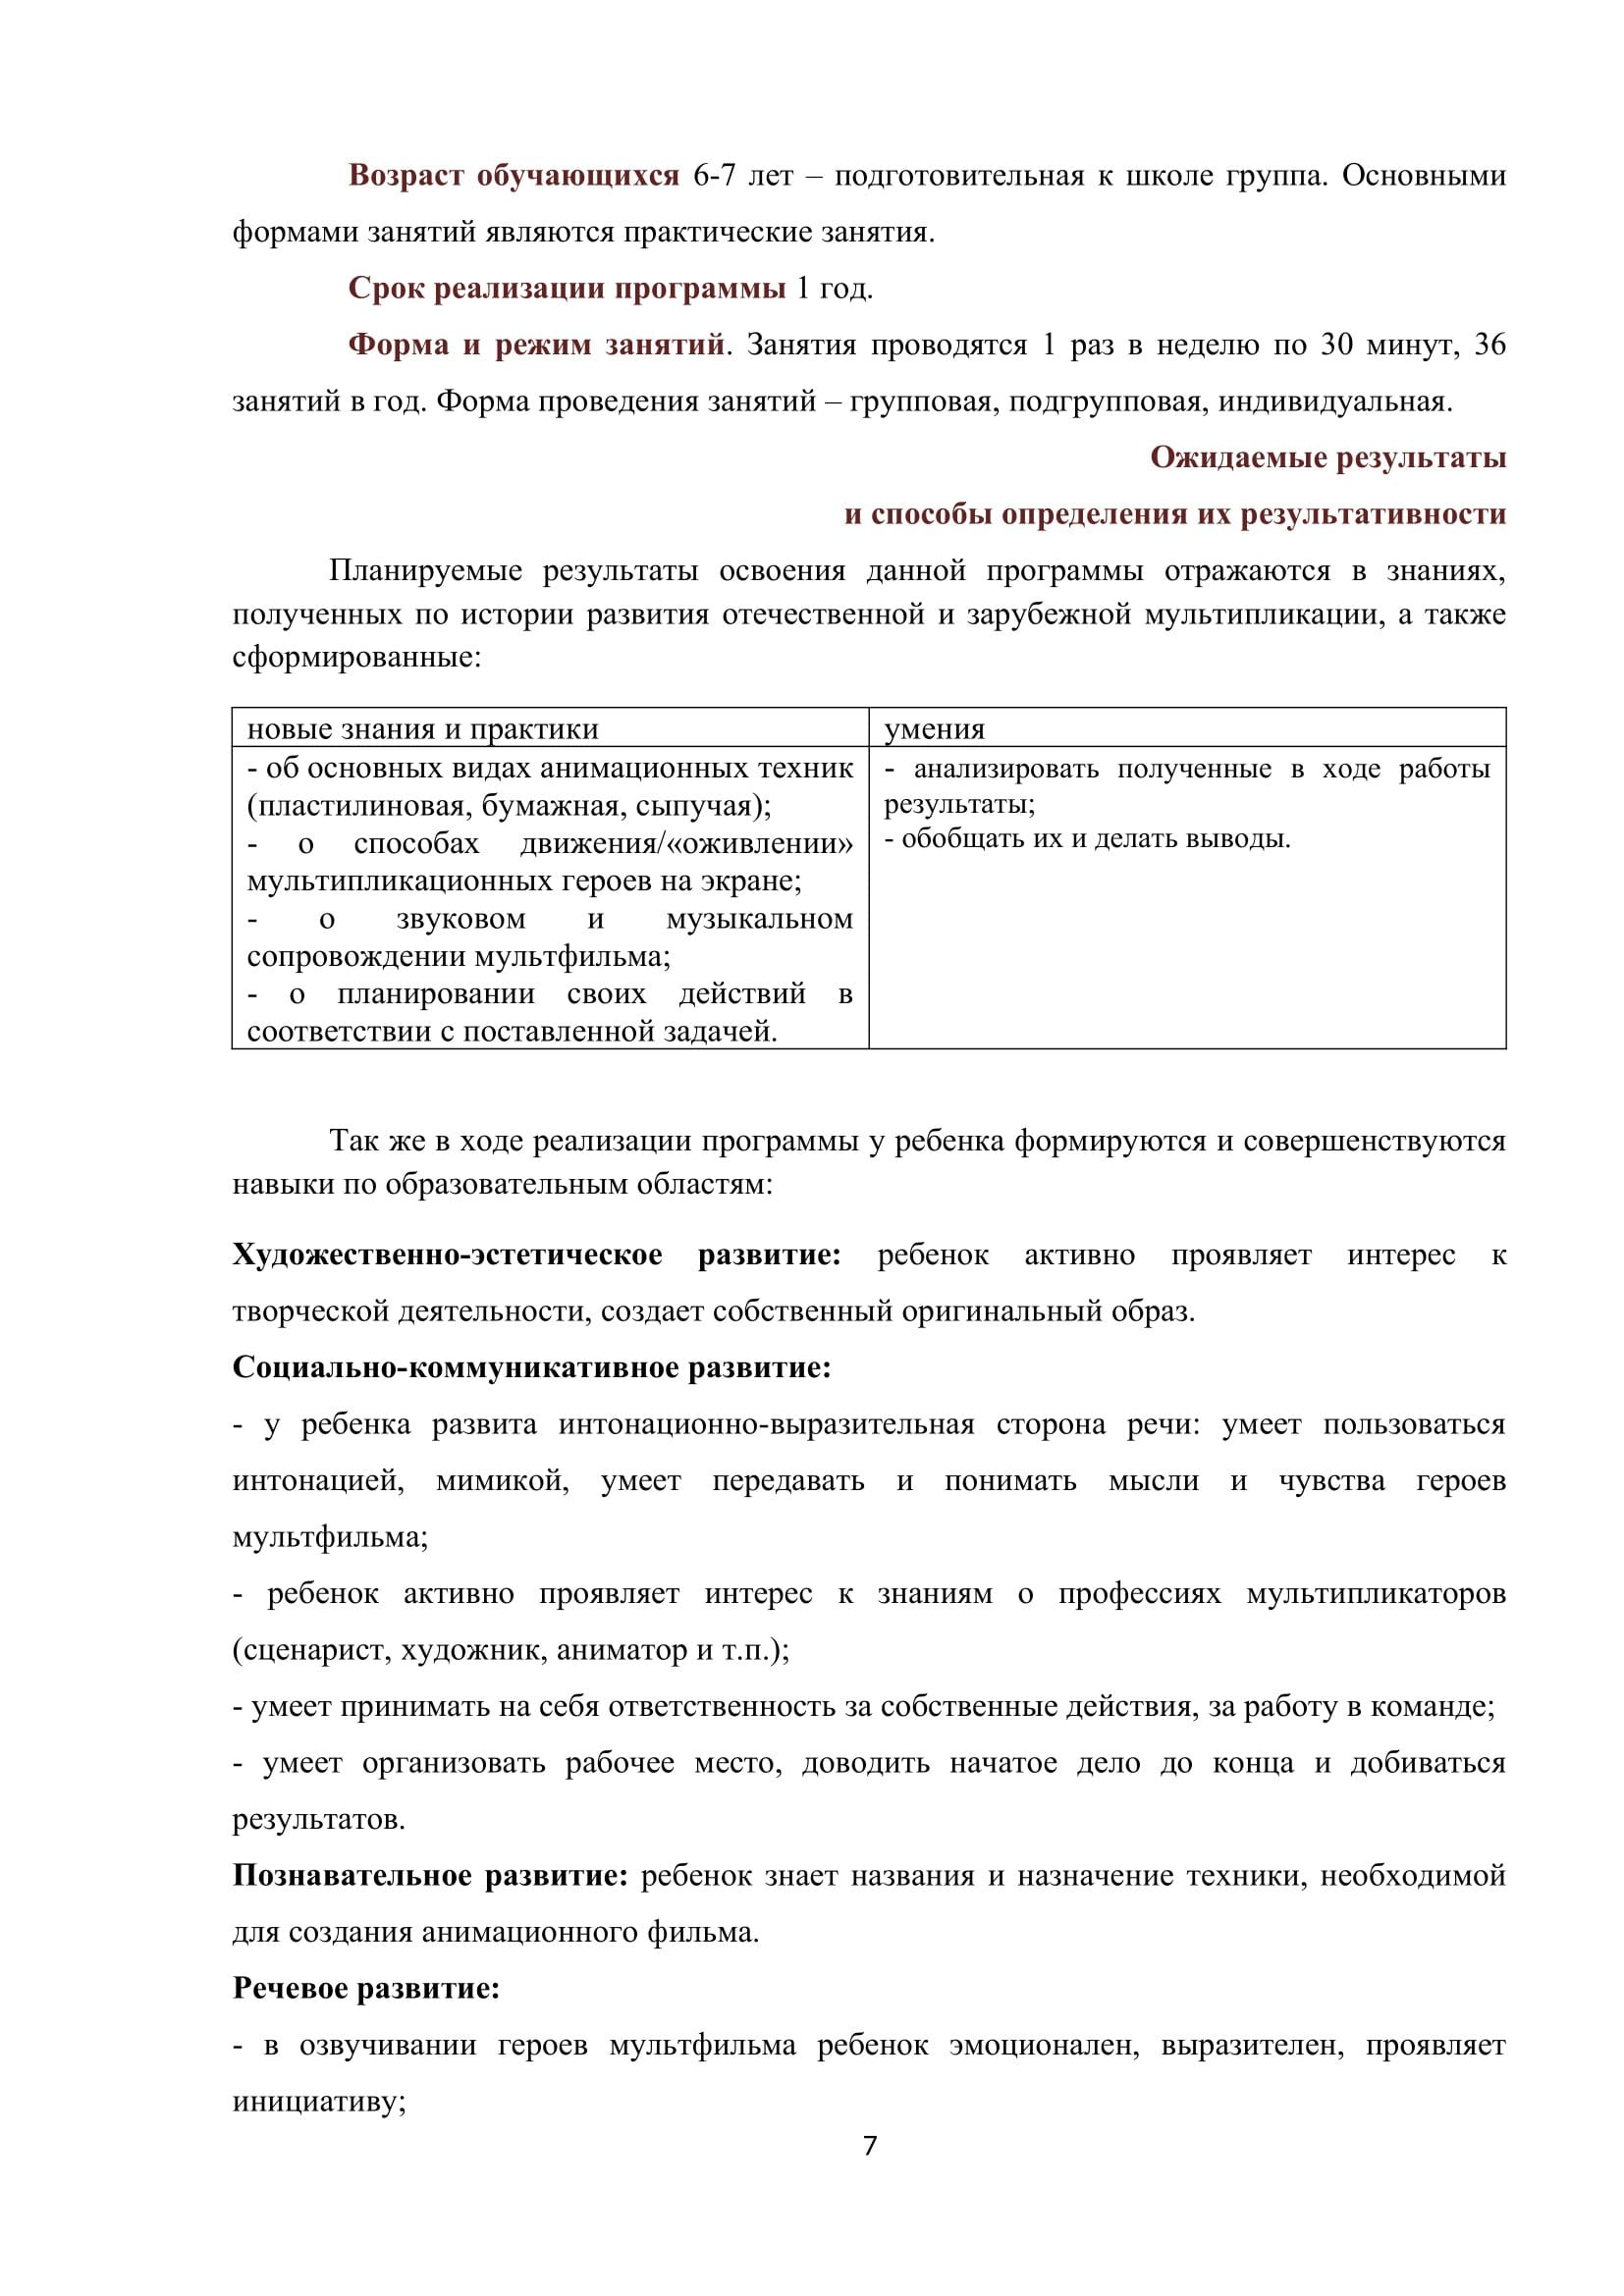 Возраст обучающихся 6-7 лет – подготовительная к школе группа. Основными
формами занятий являются практические занятия.
Срок реализации программы 1 год.
Форма и режим занятий. Занятия проводятся 1 раз в неделю по 30 минут, 36
занятий в год. Форма проведения занятий – групповая, подгрупповая, индивидуальная.
Ожидаемые результаты
и способы определения их результативности
Планируемые результаты освоения данной программы отражаются в знаниях,
полученных по истории развития отечественной и зарубежной мультипликации, а также
сформированные:
новые знания и практики
- об основных видах анимационных техник
(пластилиновая, бумажная, сыпучая);
- о способах движения/«оживлении»
мультипликационных героев на экране;
- о звуковом и музыкальном
сопровождении мультфильма;
- о планировании своих действий в
соответствии с поставленной задачей.
умения
- анализировать полученные в ходе работы
результаты;
- обобщать их и делать выводы.
Так же в ходе реализации программы у ребенка формируются и совершенствуются
навыки по образовательным областям:
Художественно-эстетическое развитие: ребенок активно проявляет интерес к
творческой деятельности, создает собственный оригинальный образ.
Социально-коммуникативное развитие:
- у ребенка развита интонационно-выразительная сторона речи: умеет пользоваться
интонацией, мимикой, умеет передавать и понимать мысли и чувства героев
мультфильма;
- ребенок активно проявляет интерес к знаниям о профессиях мультипликаторов
(сценарист, художник, аниматор и т.п.);
- умеет принимать на себя ответственность за собственные действия, за работу в команде;
- умеет организовать рабочее место, доводить начатое дело до конца и добиваться
результатов.
Познавательное развитие: ребенок знает названия и назначение техники, необходимой
для создания анимационного фильма.
Речевое развитие:
- в озвучивании героев мультфильма ребенок эмоционален, выразителен, проявляет
инициативу;
7